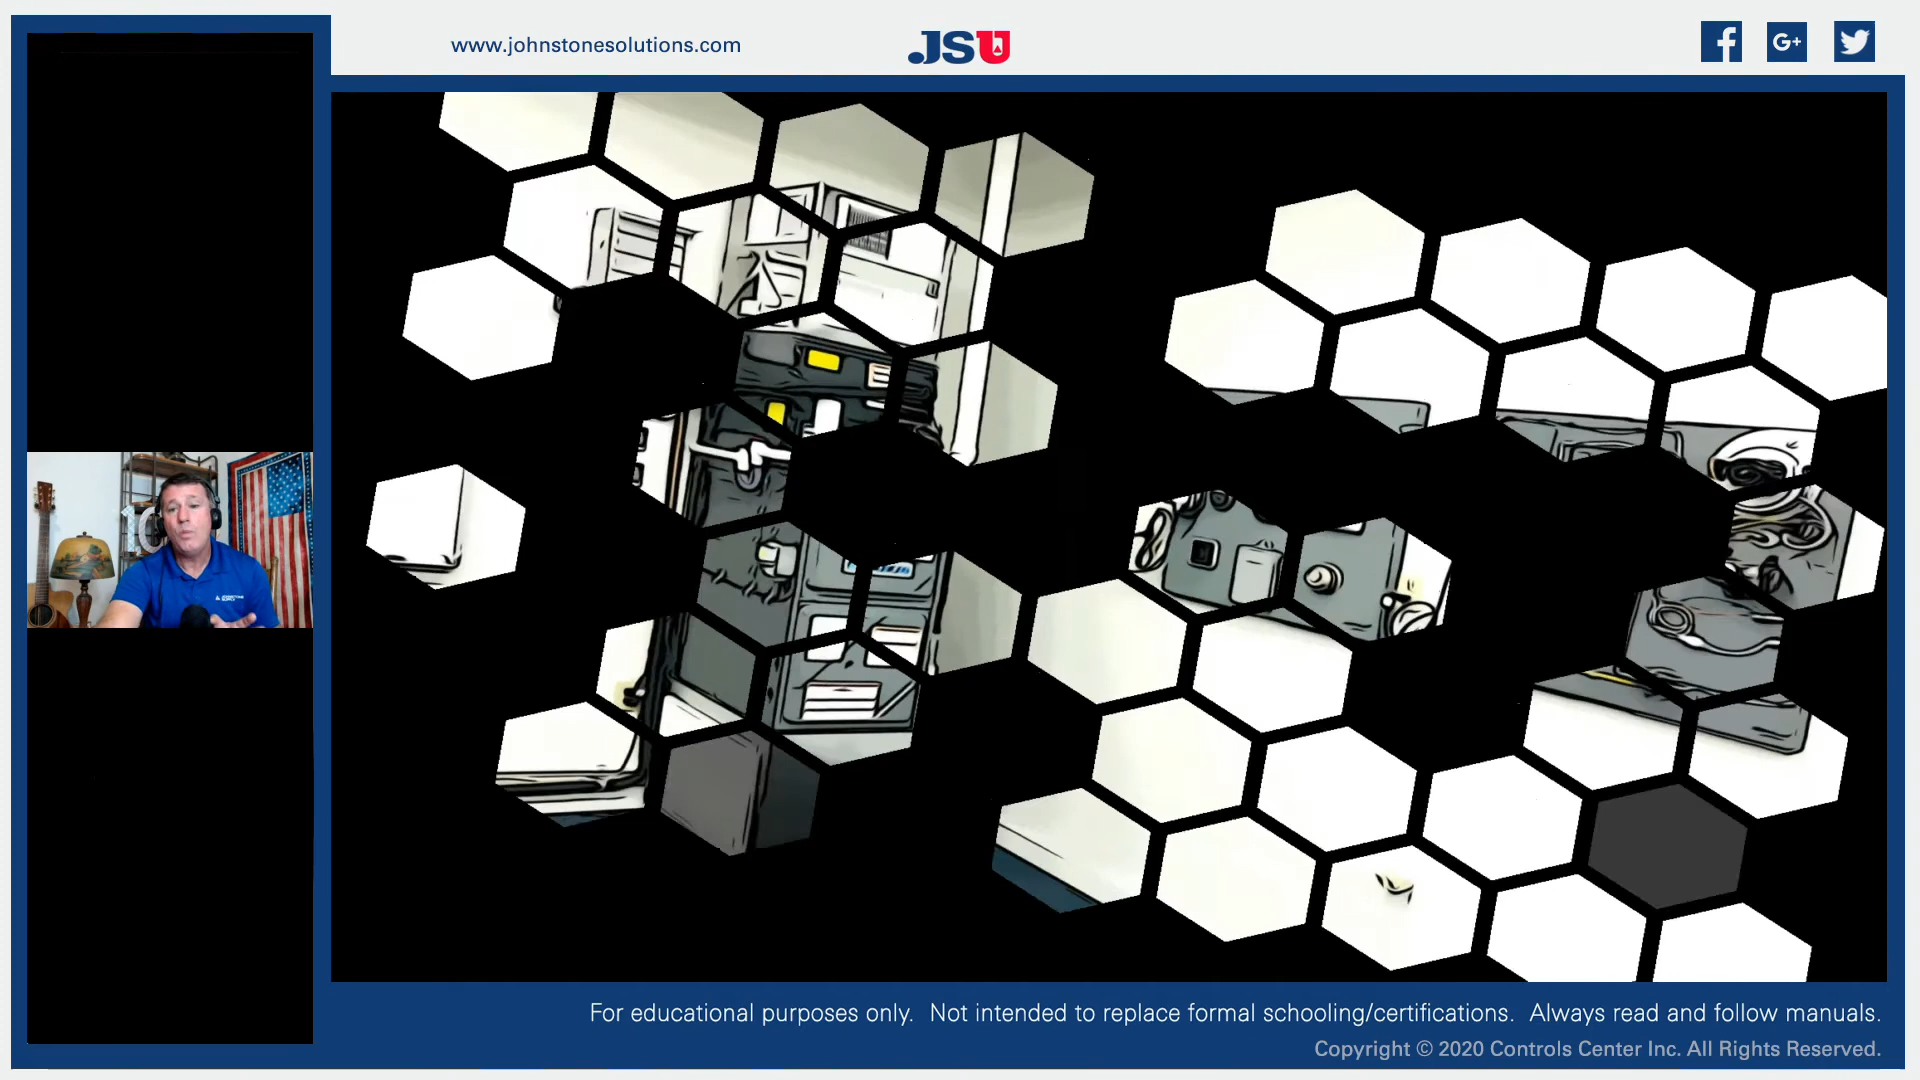 www.johnstonesolutions.com
JSU
G+
For educational purposes only. Not intended to replace formal schooling/certifications. Always read and follow manuals.
Copyright © 2020 Controls Center Inc. All Rights Reserved.